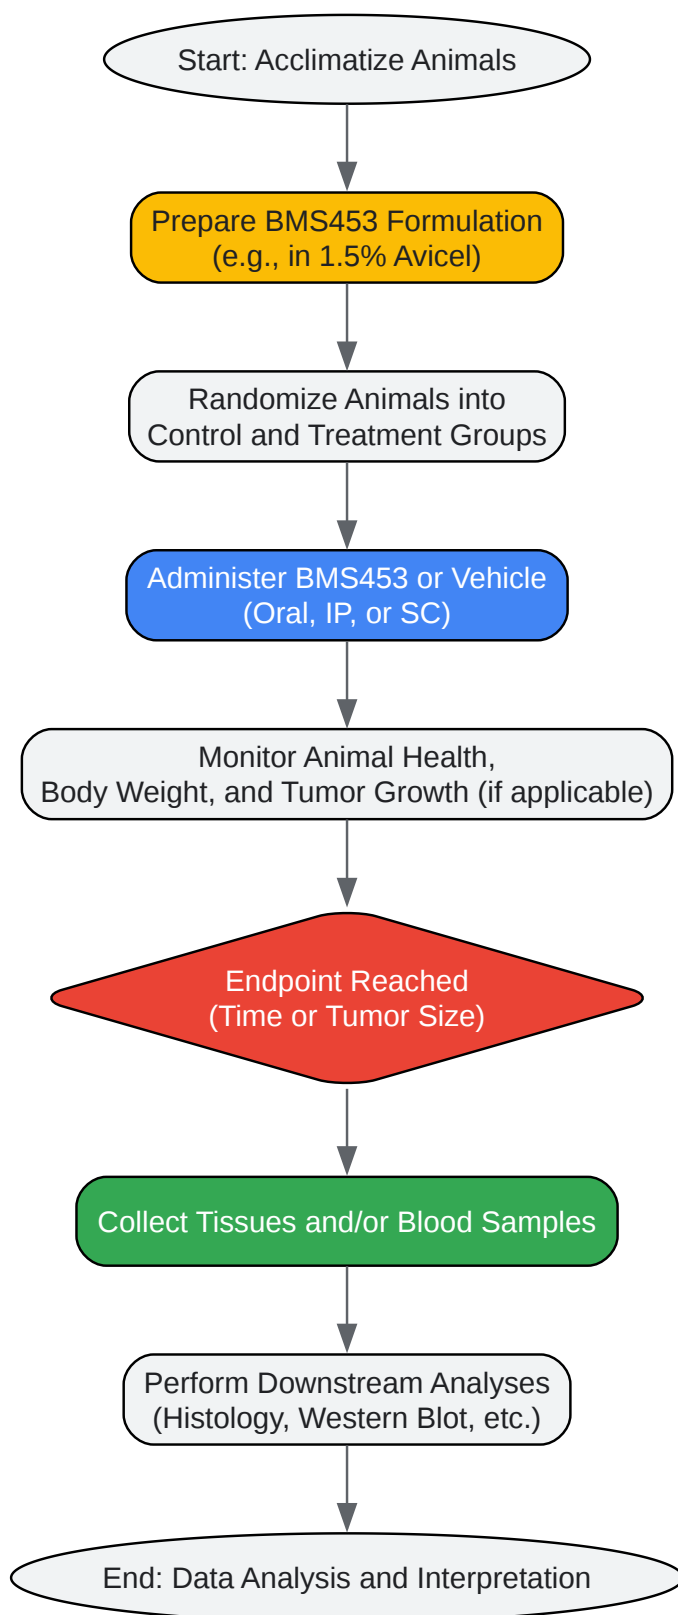 Start: Acclimatize Animals
Prepare BMS453 Formulation
(e.g., in 1.5% Avicel)
Randomize Animals into
Control and Treatment Groups
Administer BMS453 or Vehicle
(Oral, IP, or SC)
Monitor Animal Health,
Body Weight, and Tumor Growth (if applicable)
Endpoint Reached
(Time or Tumor Size)
Collect Tissues and/or Blood Samples
Perform Downstream Analyses
(Histology, Western Blot, etc.)
End: Data Analysis and Interpretation